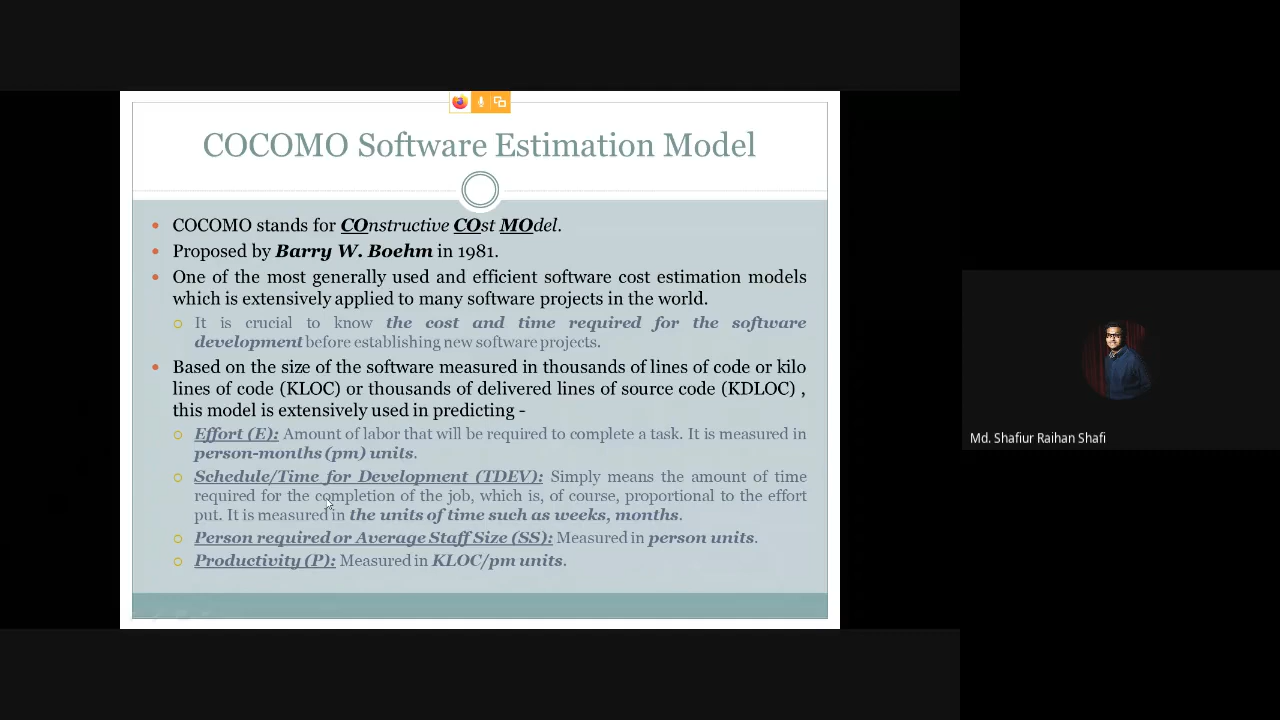 COCOMO Software Estimation Model
COCOMO stands for COnstructive COst MOdel.
Proposed by Barry W. Boehm in 1981.
One of the most generally used and efficient software cost estimation models
which is extensively applied to many software projects in the world.
It is crucial to know the cost and time required for the software
development before establishing new software projects.
Based on the size of the software measured in thousands of lines of code or kilo
lines of code (KLOC) or thousands of delivered lines of source code (KDLOC) ,
this model is extensively used in predicting -
Effort (E): Amount of labor that will be required to complete a task. It is measured in
person-months (pm) units.
Schedule/Time for Development (TDEV): Simply means the amount of time
required for the completion of the job, which is, of course, proportional to the effort
put. It is measured in the units of time such as weeks, months.
Person required or Average Staff Size (SS): Measured in person units.
Productivity (P): Measured in KLOC/pm units.
Md. Shafiur Raihan Shafi